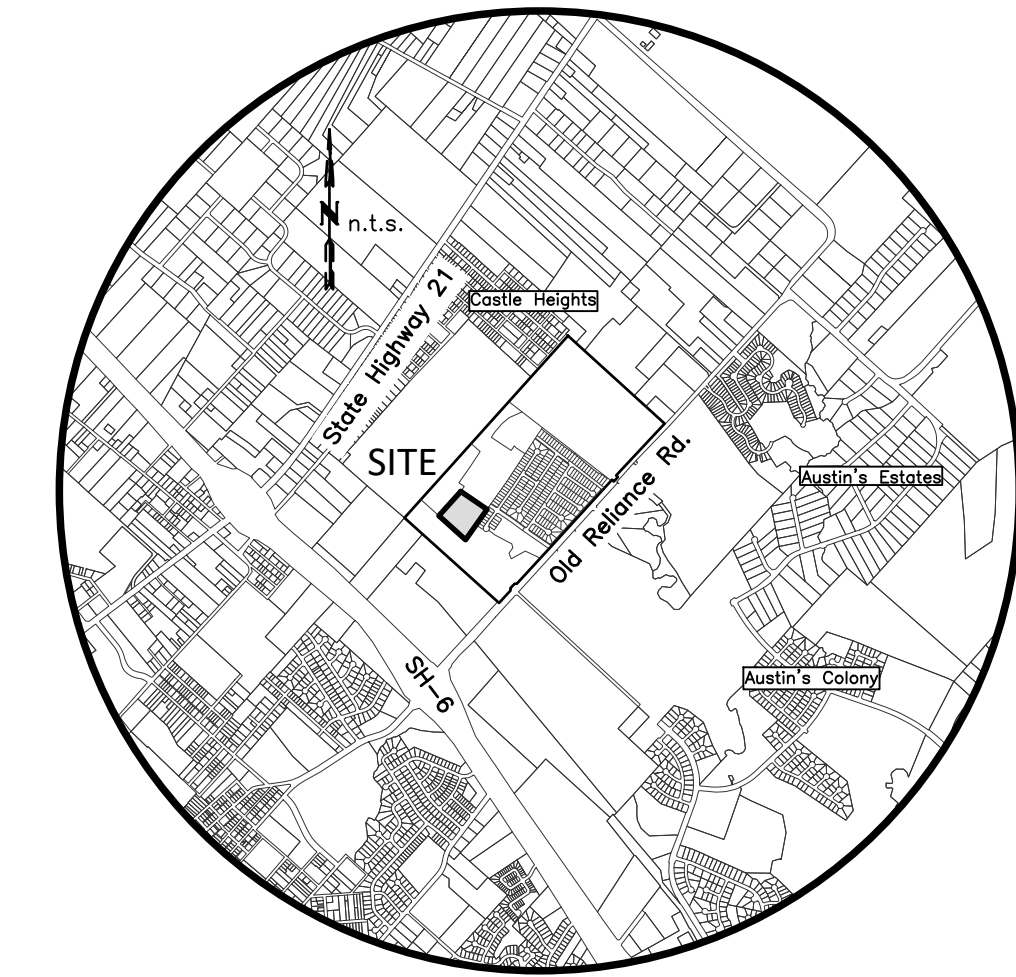 N n.t.s.
State Highway 21
Castle Heights
SITE
Old Reliance Rd.
Austin's Estates
SH-6
Austin's Colony